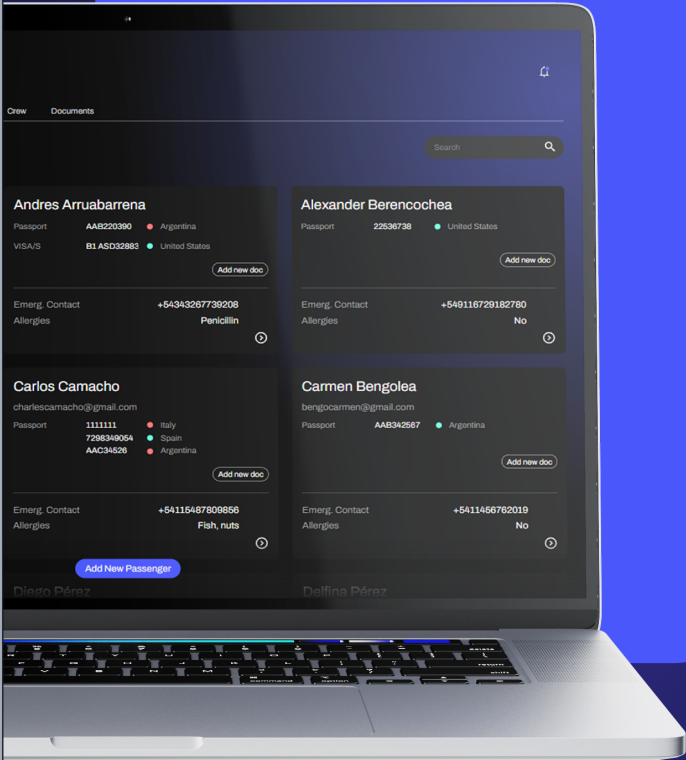 Crew Documents
Search
Andres Arruabarrena
Passport AAB220390 Argentina
VISA/S B1 ASD32883 United States
Add new doc
Emerg. Contact +54343267739208
Allergies Penicillin
Alexander Berencochea
Passport 22536738 United States
Add new doc
Emerg. Contact +549116729182780
Allergies No
Carlos Camacho
charlescamacho@gmail.com
Passport 1111111 Italy
7298349054 Spain
AAC34526 Argentina
Add new doc
Emerg. Contact +54115487809856
Allergies Fish, nuts
Carmen Bengolea
bengocarmen@gmail.com
Passport AAB342567 Argentina
Add new doc
Emerg. Contact +5411456762019
Allergies No
Add New Passenger
Diego Pérez
Delfina Pérez
command option
return
shift